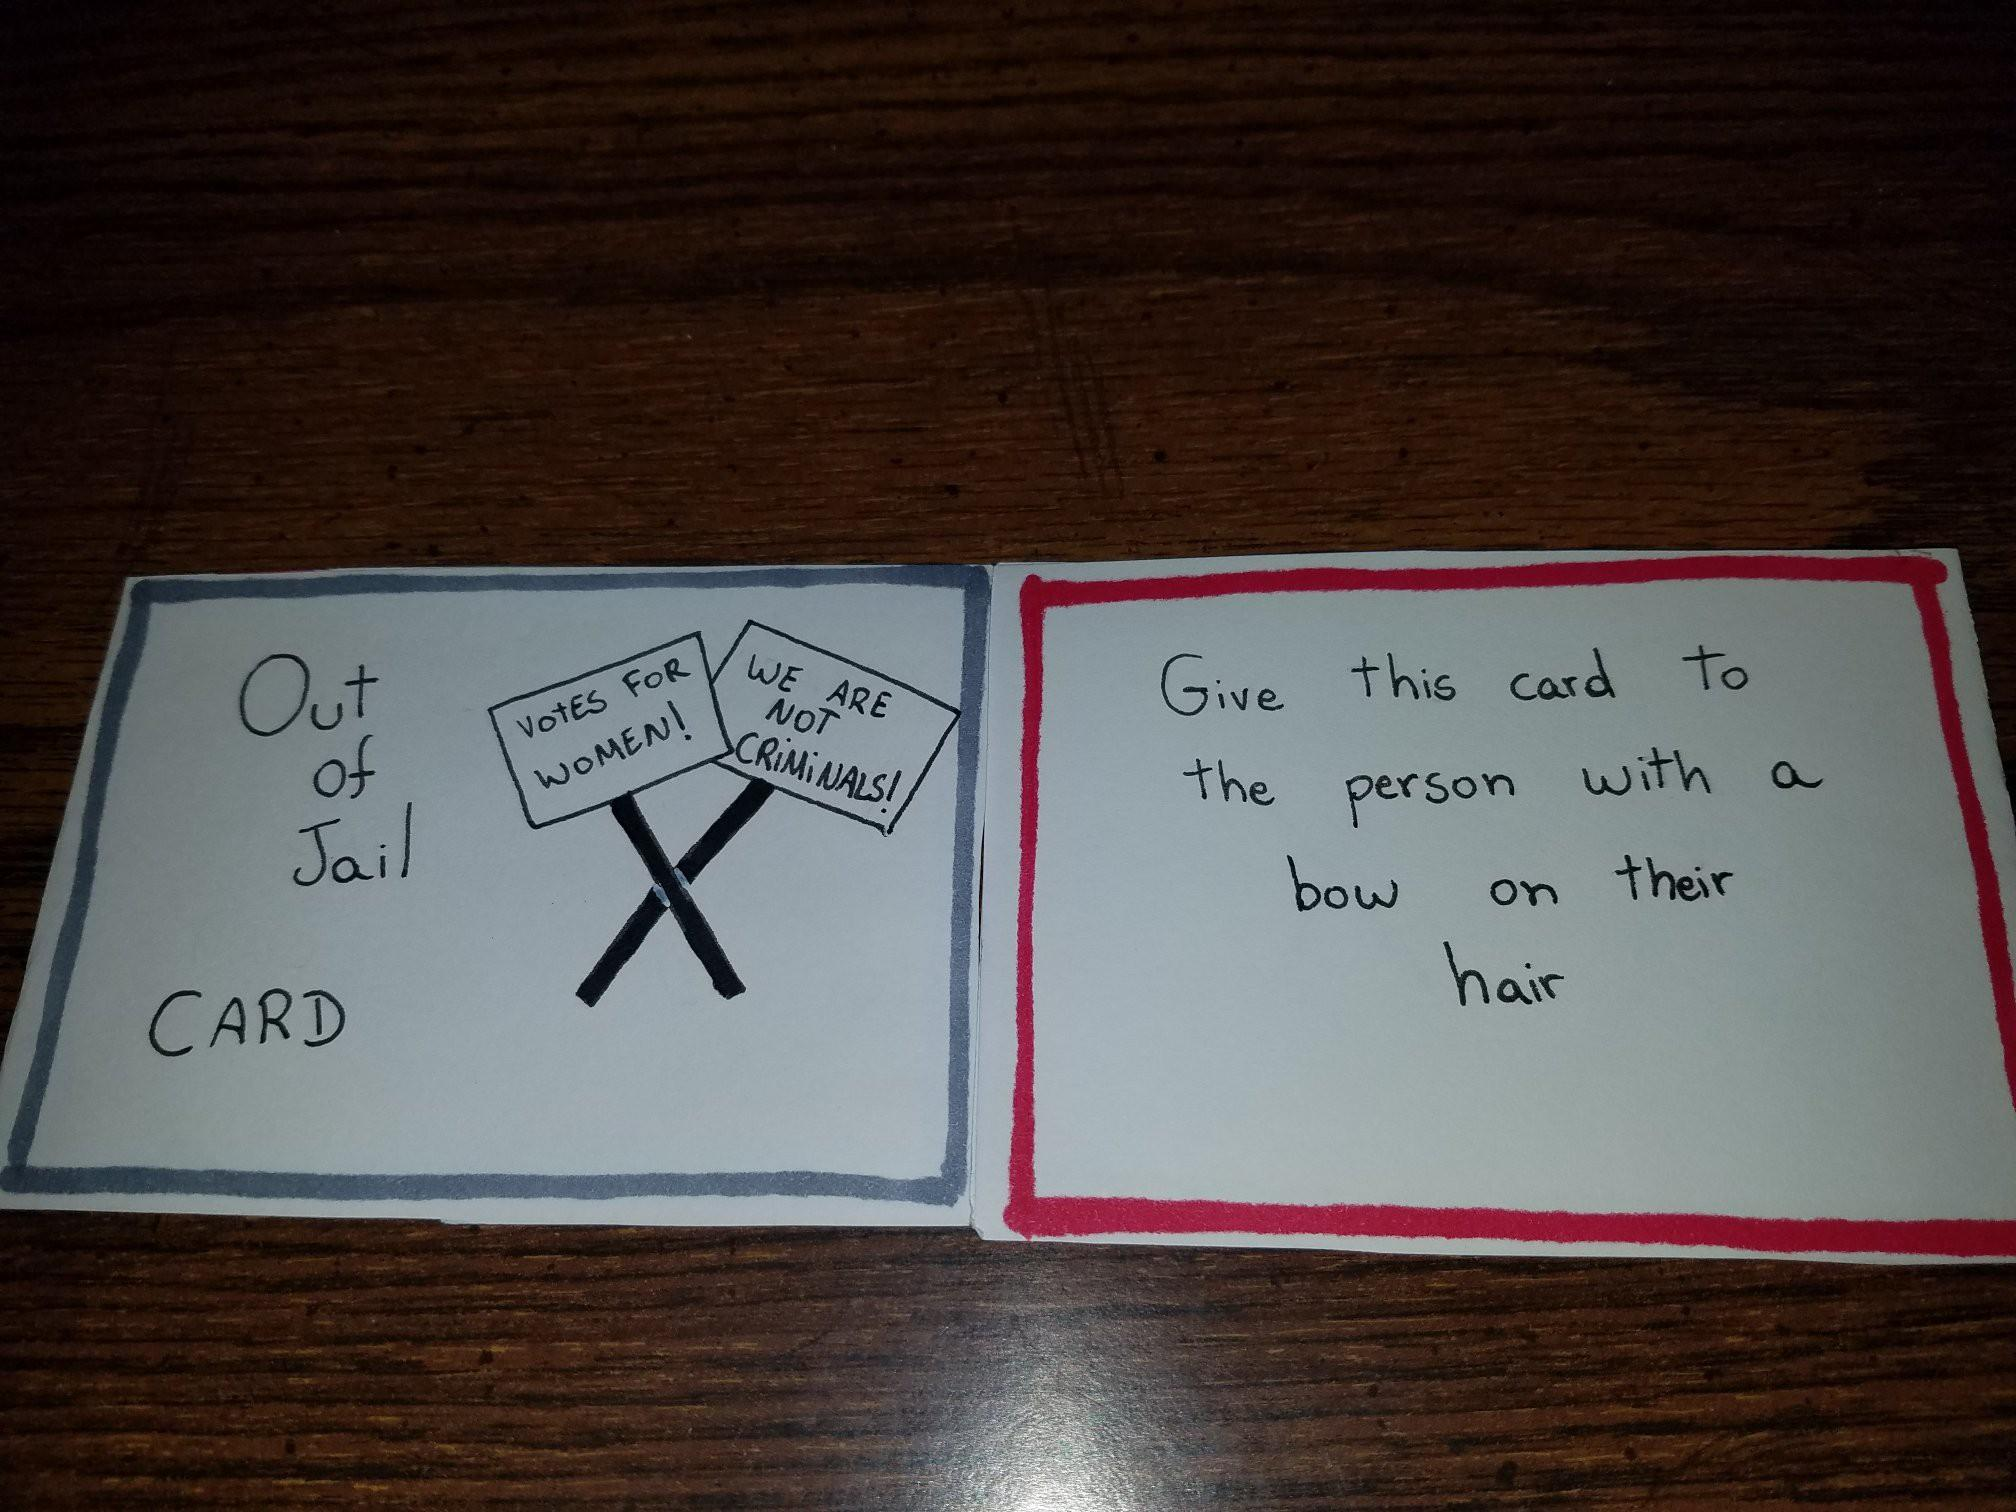 Out
of
Jail
CARD
VOtES FOR
WOMEN!
WE ARE
NOT
CRiMiNALS!
Give this card to
the person with a
bow on their
hair